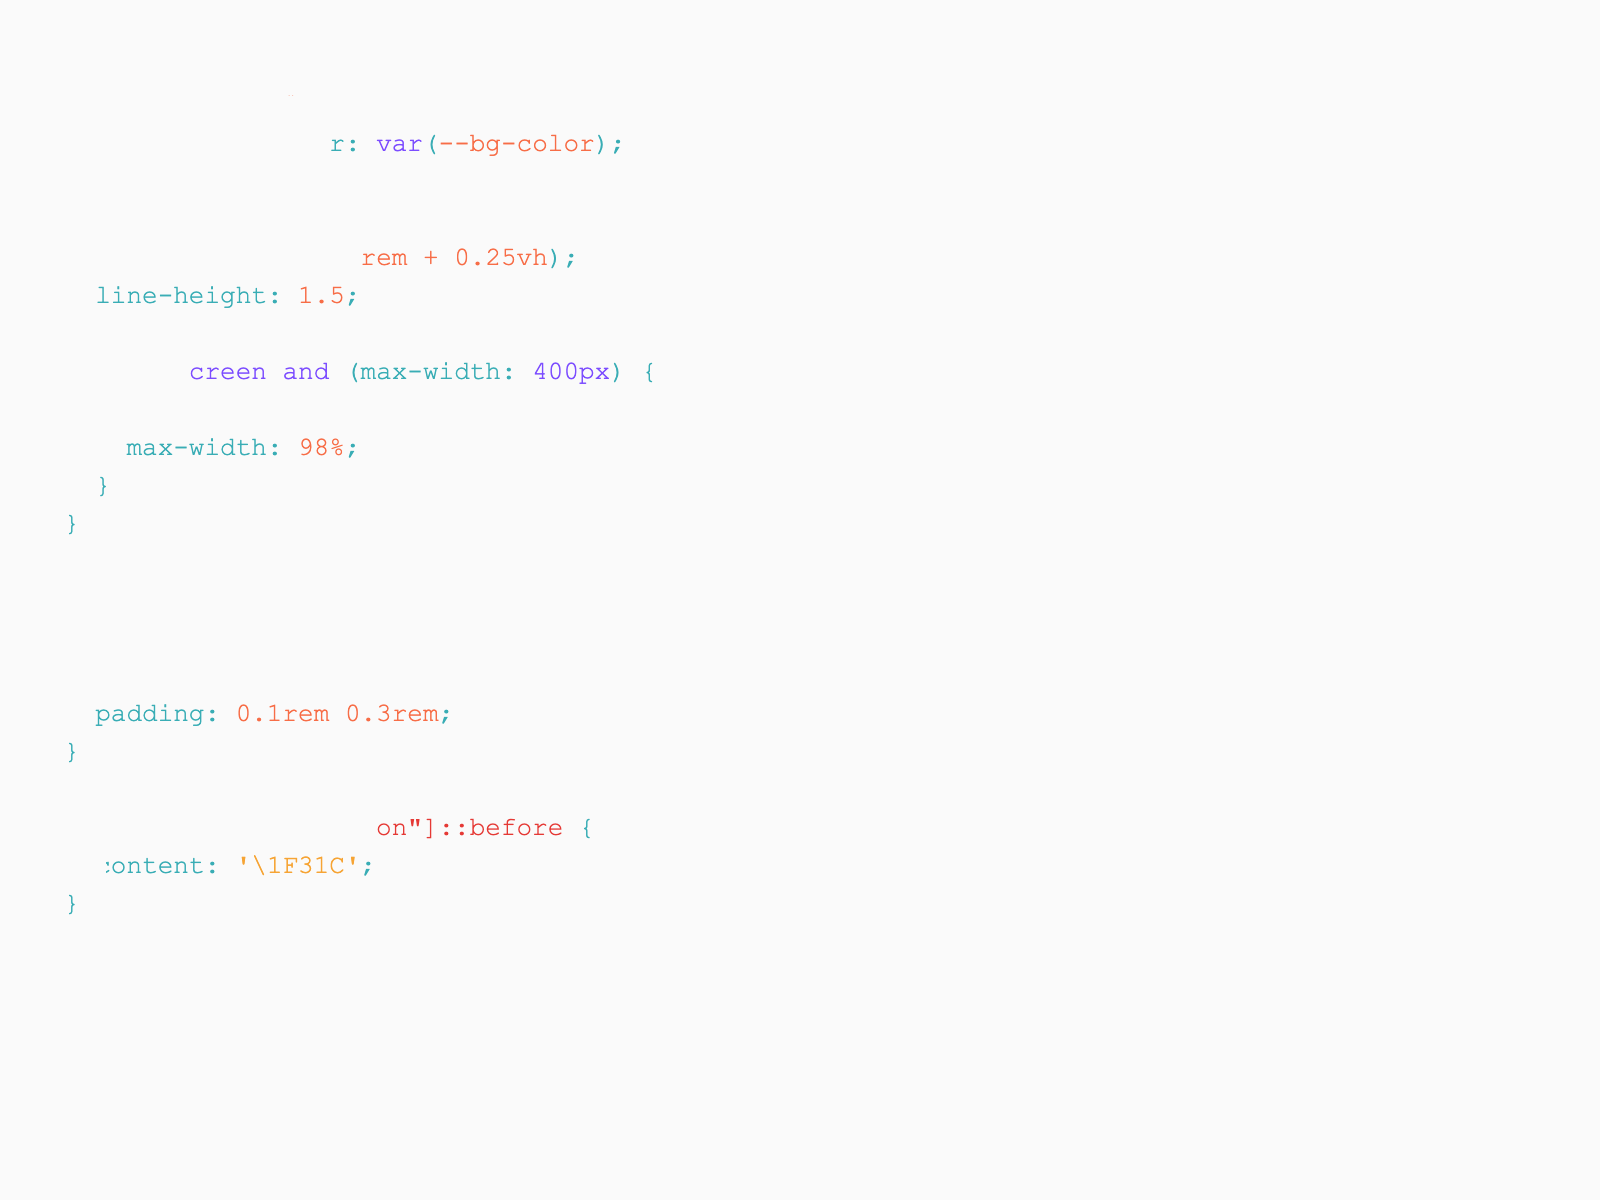 r: var(--bg-color);
rem + 0.25vh);
line-height: 1.5;
creen and (max-width: 400px) {
max-width: 98%;
}
}
padding: 0.1rem 0.3rem;
}
on"]::before {
ontent: '\1F31C';
}